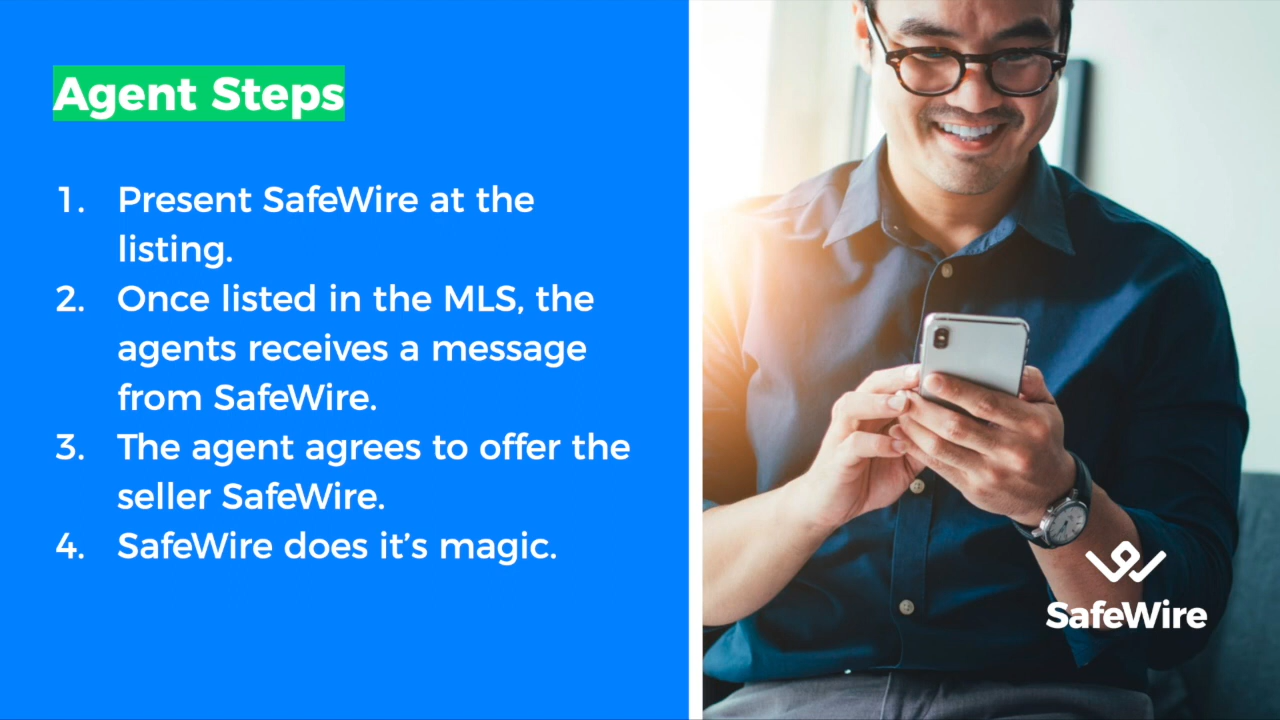 Agent Steps
1. Present SafeWire at the
listing.
2. Once listed in the MLS, the
agents receives a message
from SafeWire.
3. The agent agrees to offer the
seller SafeWire.
4. SafeWire does it’s magic.
SafeWire